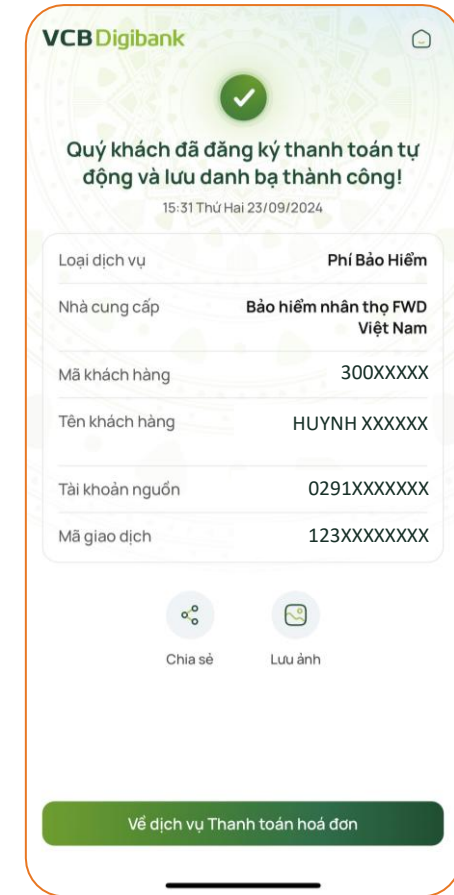 VCB Digibank
Quý khách đã đăng ký thanh toán tự
động và lưu danh bạ thành công!
15:31 Thứ Hai 23/09/2024
Loại dịch vụ Phí Bảo Hiểm
Nhà cung cấp Bảo hiểm nhân thọ FWD
Việt Nam
Mã khách hàng 300XXXXX
Tên khách hàng HUYNH XXXXXX
Tài khoản nguồn 0291XXXXXXX
Mã giao dịch 123XXXXXXXX
Chia sẻ Lưu ảnh
Về dịch vụ Thanh toán hoá đơn